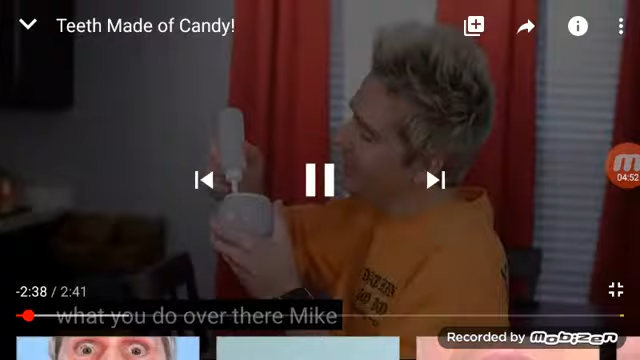 Teeth Made of Candy!
04:52
-2:38 / 2:41
what you do over there Mike
Recorded by mobizen